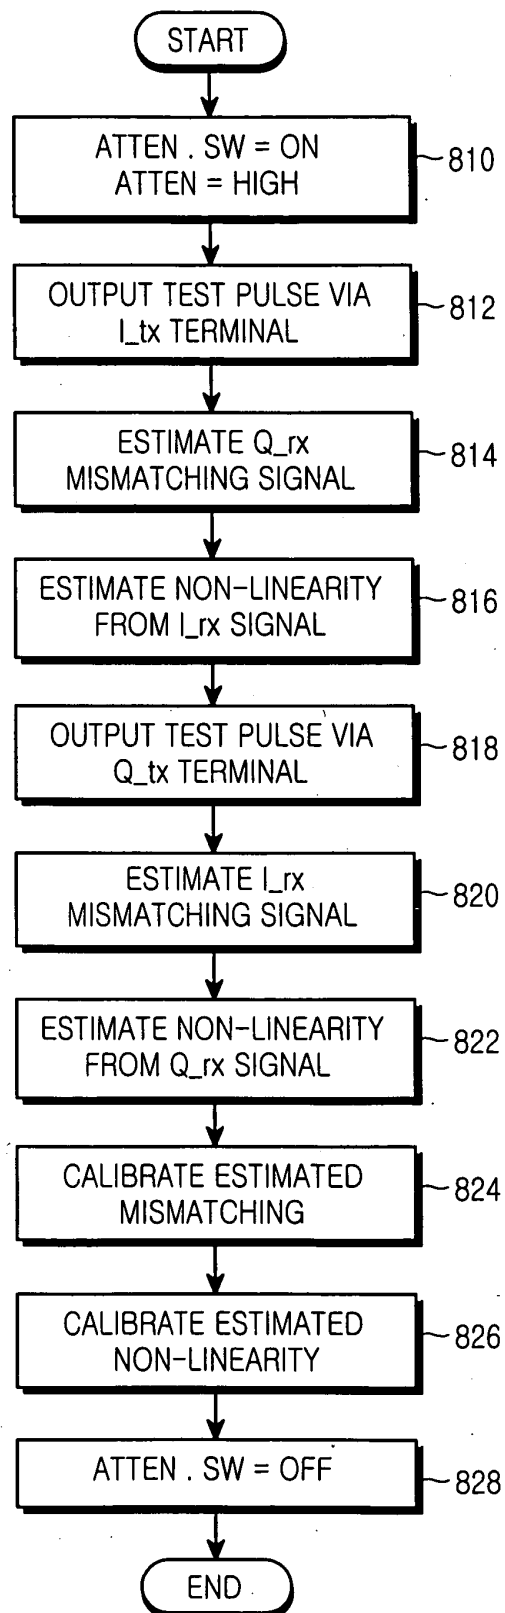 START
ATTEN . SW = ON
ATTEN = HIGH
810
OUTPUT TEST PULSE VIA
I_tx TERMINAL
812
ESTIMATE Q_rx
MISMATCHING SIGNAL
814
ESTIMATE NON-LINEARITY
FROM I_rx SIGNAL
816
OUTPUT TEST PULSE VIA
Q_tx TERMINAL
818
ESTIMATE I_rx
MISMATCHING SIGNAL
820
ESTIMATE NON-LINEARITY
FROM Q_rx SIGNAL
822
CALIBRATE ESTIMATED
MISMATCHING
824
CALIBRATE ESTIMATED
NON-LINEARITY
826
ATTEN . SW = OFF
828
END